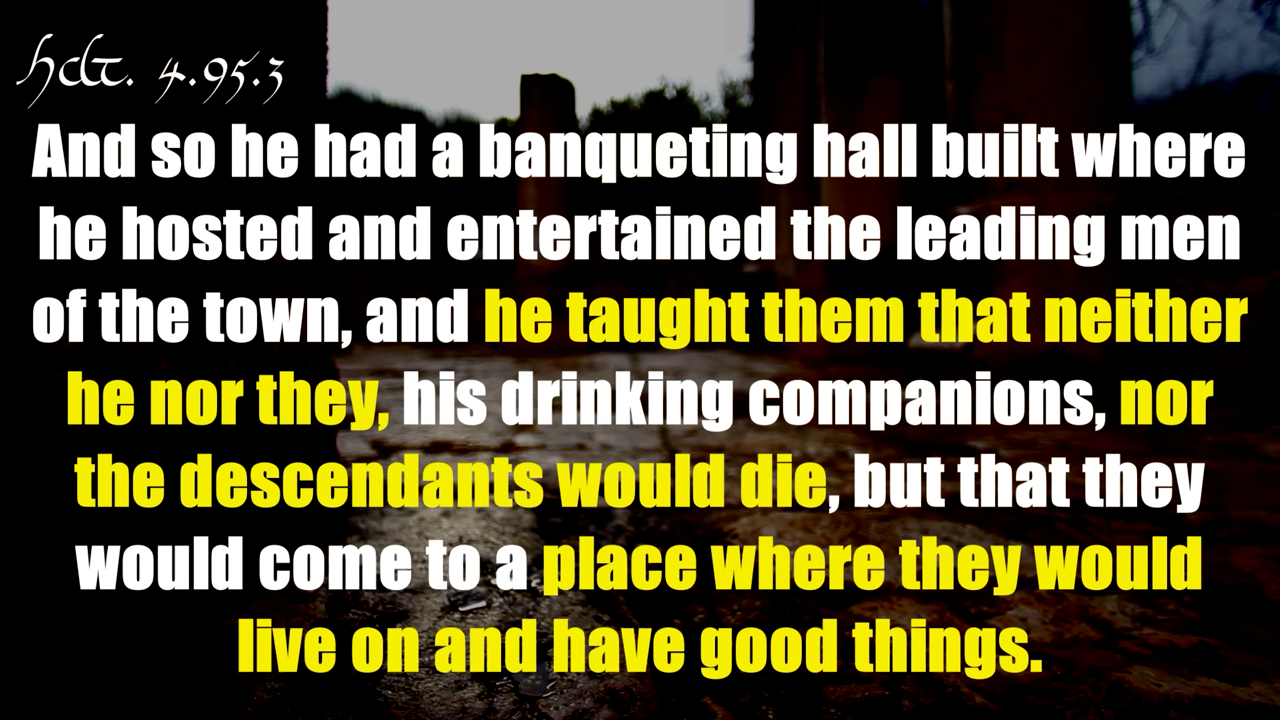 hdt. 4.95.3
And so he had a banqueting hall built where
he hosted and entertained the leading men
of the town, and he taught them that neither
he nor they, his drinking companions, nor
the descendants would die, but that they
would come to a place where they would
live on and have good things.